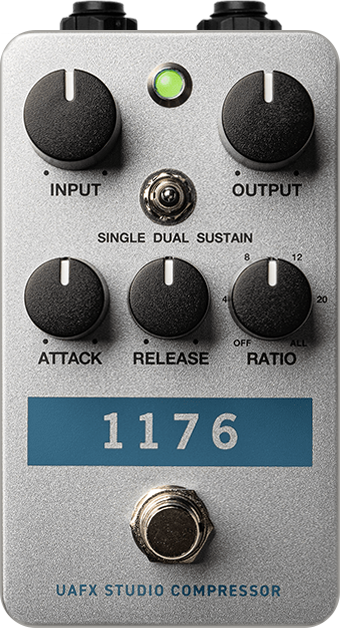 INPUT OUTPUT
SINGLE DUAL SUSTAIN
8 12
4 20
OFF ALL
ATTACK RELEASE RATIO
1176
UAFX STUDIO COMPRESSOR